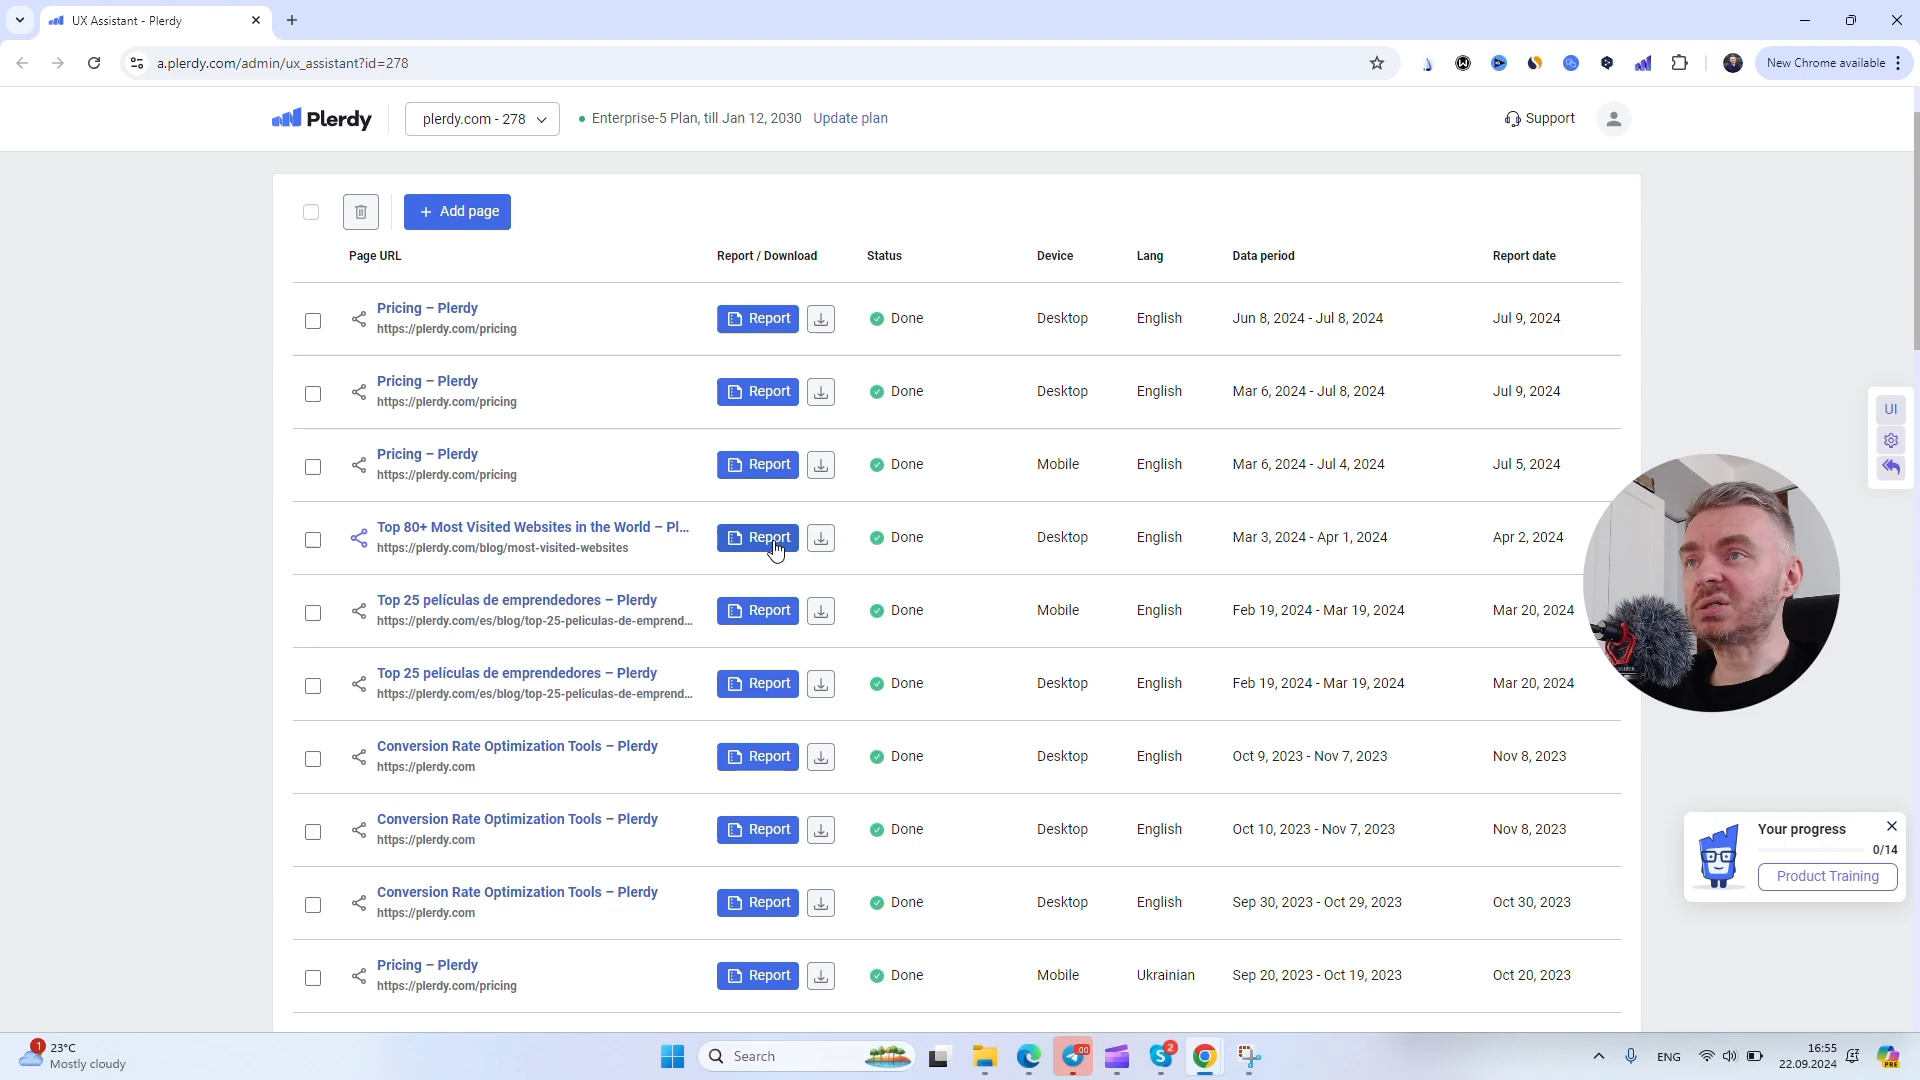 UX Assistant - Plerdy
a.plerdy.com/admin/ux_assistant?id=278
New Chrome available
Plerdy
plerdy.com - 278
Enterprise-5 Plan, till Jan 12, 2030 Update plan
Support
Add page
Page URL Report / Download Status Device Lang Data period Report date
Pricing – Plerdy
https://plerdy.com/pricing
Report Done Desktop English Jun 8, 2024 - Jul 8, 2024 Jul 9, 2024
Pricing – Plerdy
https://plerdy.com/pricing
Report Done Desktop English Mar 6, 2024 - Jul 8, 2024 Jul 9, 2024
UI
Pricing – Plerdy
https://plerdy.com/pricing
Report Done Mobile English Mar 6, 2024 - Jul 4, 2024 Jul 5, 2024
Top 80+ Most Visited Websites in the World – Pl...
https://plerdy.com/blog/most-visited-websites
Report Done Desktop English Mar 3, 2024 - Apr 1, 2024 Apr 2, 2024
Top 25 películas de emprendedores – Plerdy
https://plerdy.com/es/blog/top-25-peliculas-de-emprend...
Report Done Mobile English Feb 19, 2024 - Mar 19, 2024 Mar 20, 2024
Top 25 películas de emprendedores – Plerdy
https://plerdy.com/es/blog/top-25-peliculas-de-emprend...
Report Done Desktop English Feb 19, 2024 - Mar 19, 2024 Mar 20, 2024
Conversion Rate Optimization Tools – Plerdy
https://plerdy.com
Report Done Desktop English Oct 9, 2023 - Nov 7, 2023 Nov 8, 2023
Conversion Rate Optimization Tools – Plerdy
https://plerdy.com
Report Done Desktop English Oct 10, 2023 - Nov 7, 2023 Nov 8, 2023
Your progress
0/14
Product Training
Conversion Rate Optimization Tools – Plerdy
https://plerdy.com
Report Done Desktop English Sep 30, 2023 - Oct 29, 2023 Oct 30, 2023
Pricing – Plerdy
https://plerdy.com/pricing
Report Done Mobile Ukrainian Sep 20, 2023 - Oct 19, 2023 Oct 20, 2023
1
23°C
Mostly cloudy
Search
.00
2
ENG
16:55
22.09.2024
PRE